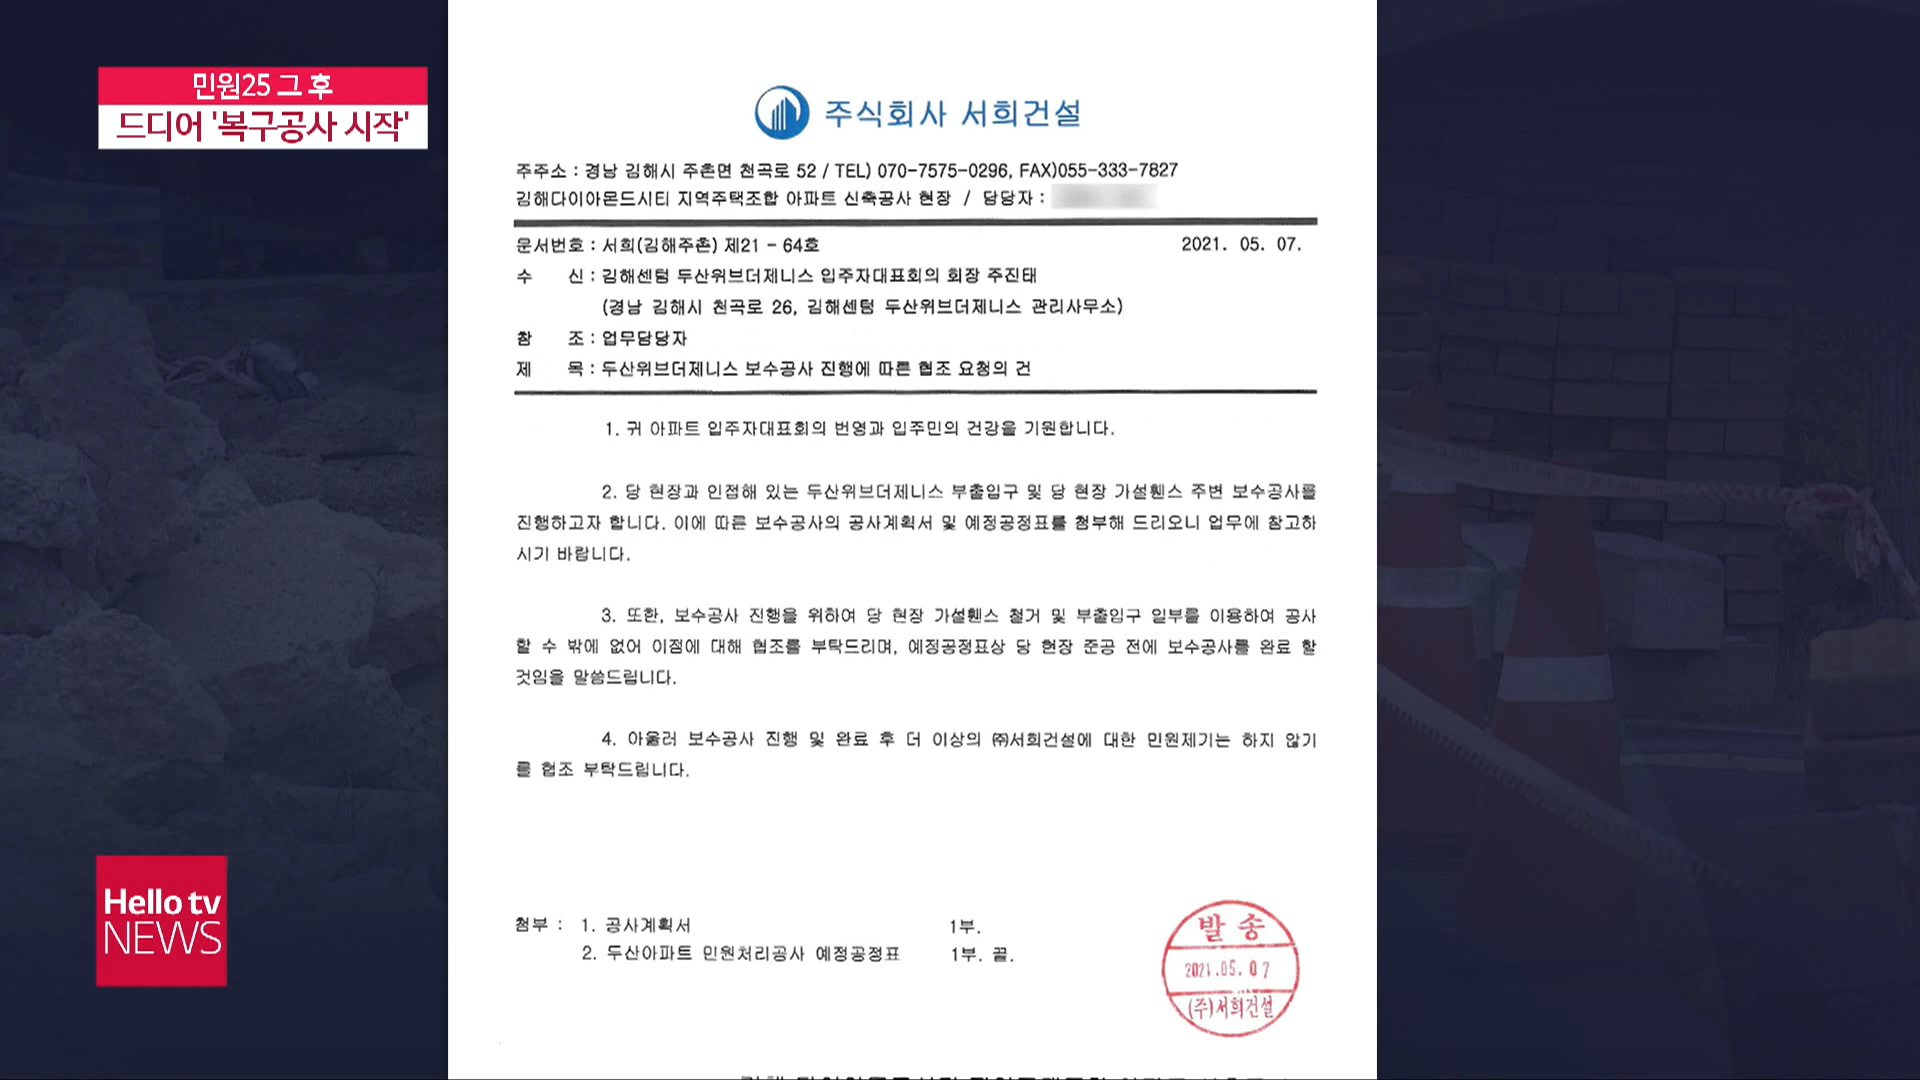 민원25 그 후
드디어 '복구공사 시작'
주식회사 서희건설
주주소 : 경남 김해시 주촌면 천곡로 52 / TEL) 070-7575-0296, FAX)055-333-7827
김해다이아몬드시티 지역주택조합 아파트 신축공사 현장 / 담당자 :
문서번호 : 서희(김해주촌) 제21 - 64호
2021. 05. 07.
수 신 : 김해센텀 두산위브더제니스 입주자대표회의 회장 주진태
(경남 김해시 천곡로 26, 김해센텀 두산위브더제니스 관리사무소)
참 조 : 업무담당자
제 목 : 두산위브더제니스 보수공사 진행에 따른 협조 요청의 건
1. 귀 아파트 입주자대표회의 번영과 입주민의 건강을 기원합니다.
2. 당 현장과 인접해 있는 두산위브더제니스 부출입구 및 당 현장 가설휀스 주변 보수공사를
진행하고자 합니다. 이에 따른 보수공사의 공사계획서 및 예정공정표를 첨부해 드리오니 업무에 참고하
시기 바랍니다.
3. 또한, 보수공사 진행을 위하여 당 현장 가설휀스 철거 및 부출입구 일부를 이용하여 공사
할 수 밖에 없어 이점에 대해 협조를 부탁드리며, 예정공정표상 당 현장 준공 전에 보수공사를 완료 할
것임을 말씀드립니다.
4. 아울러 보수공사 진행 및 완료 후 더 이상의 ㈜서희건설에 대한 민원제기는 하지 않기
를 협조 부탁드립니다.
첨부 : 1. 공사계획서 1부.
2. 두산아파트 민원처리공사 예정공정표 1부. 끝.
발 송
2021.05.07
(주)서희건설
Hello tv
NEWS